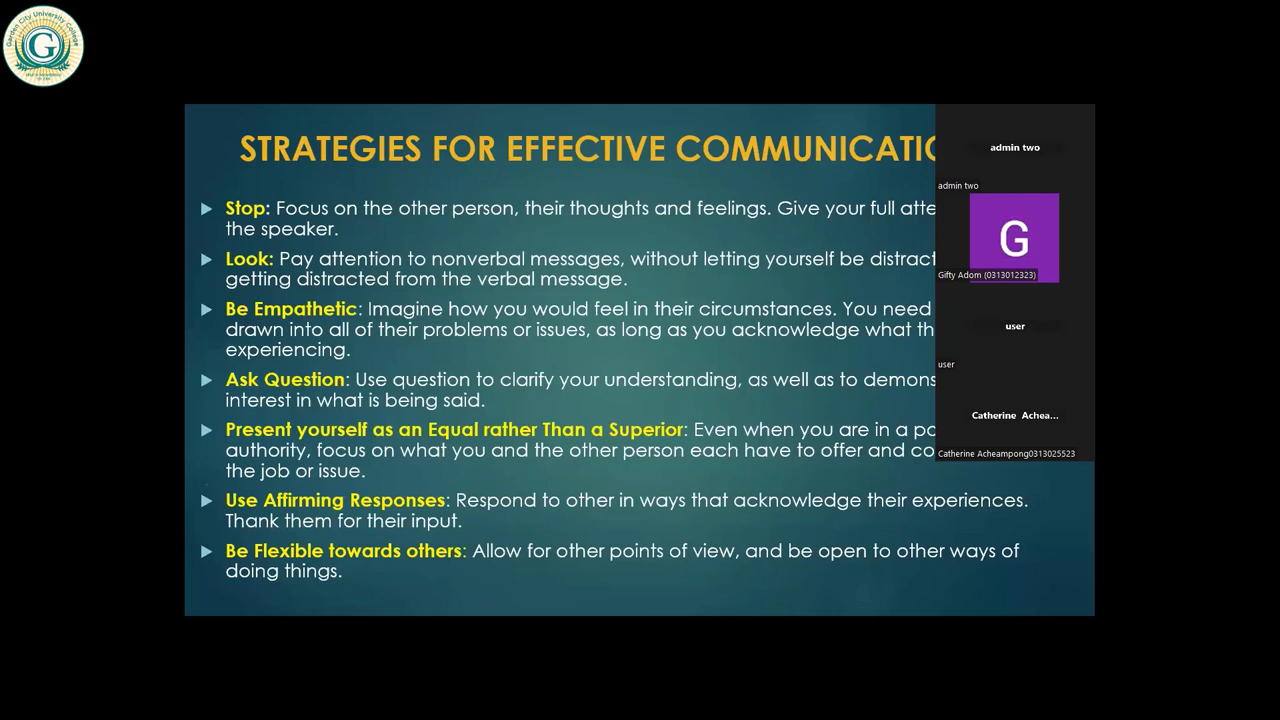 Garden City University College
G
STRATEGIES FOR EFFECTIVE
Stop: Focus on the other person, their thoughts and feelings. Give your full
the speaker.
Look: Pay attention to nonverbal messages, without letting yourself be
getting distracted from the verbal message.
Be Empathetic: Imagine how you would feel in their circumstances. You need
drawn into all of their problems or issues, as long as you acknowledge what
experiencing.
Ask Question: Use question to clarify your understanding, as well as to
interest in what is being said.
Present yourself as an Equal rather Than a Superior: Even when you are in a
authority, focus on what you and the other person each have to offer and
the job or issue.
Use Affirming Responses: Respond to other in ways that acknowledge their experiences.
Thank them for their input.
Be Flexible towards others: Allow for other points of view, and be open to other ways of
doing things.
admin two
admin two
G
Gifty Adom (0313012323)
user
user
Catherine Achea...
Catherine Acheampong0313025523